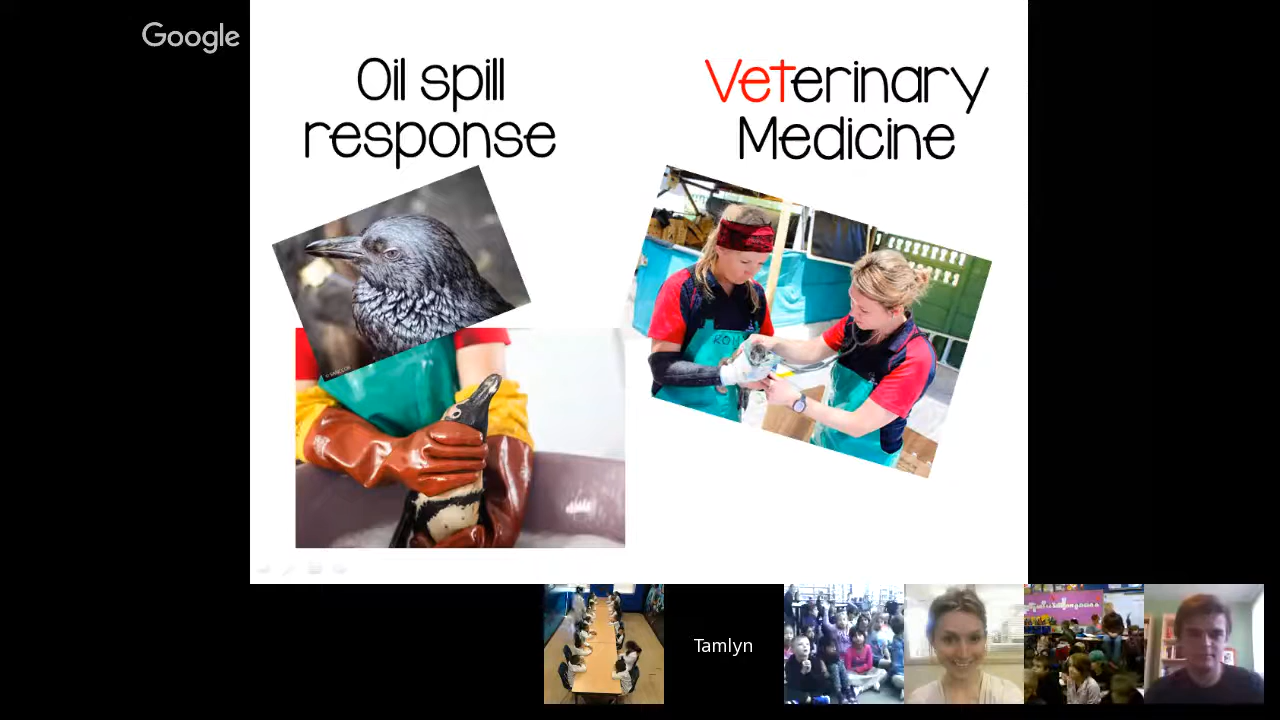 Google
Oil spill
response
Veterinary
Medicine
Tamlyn